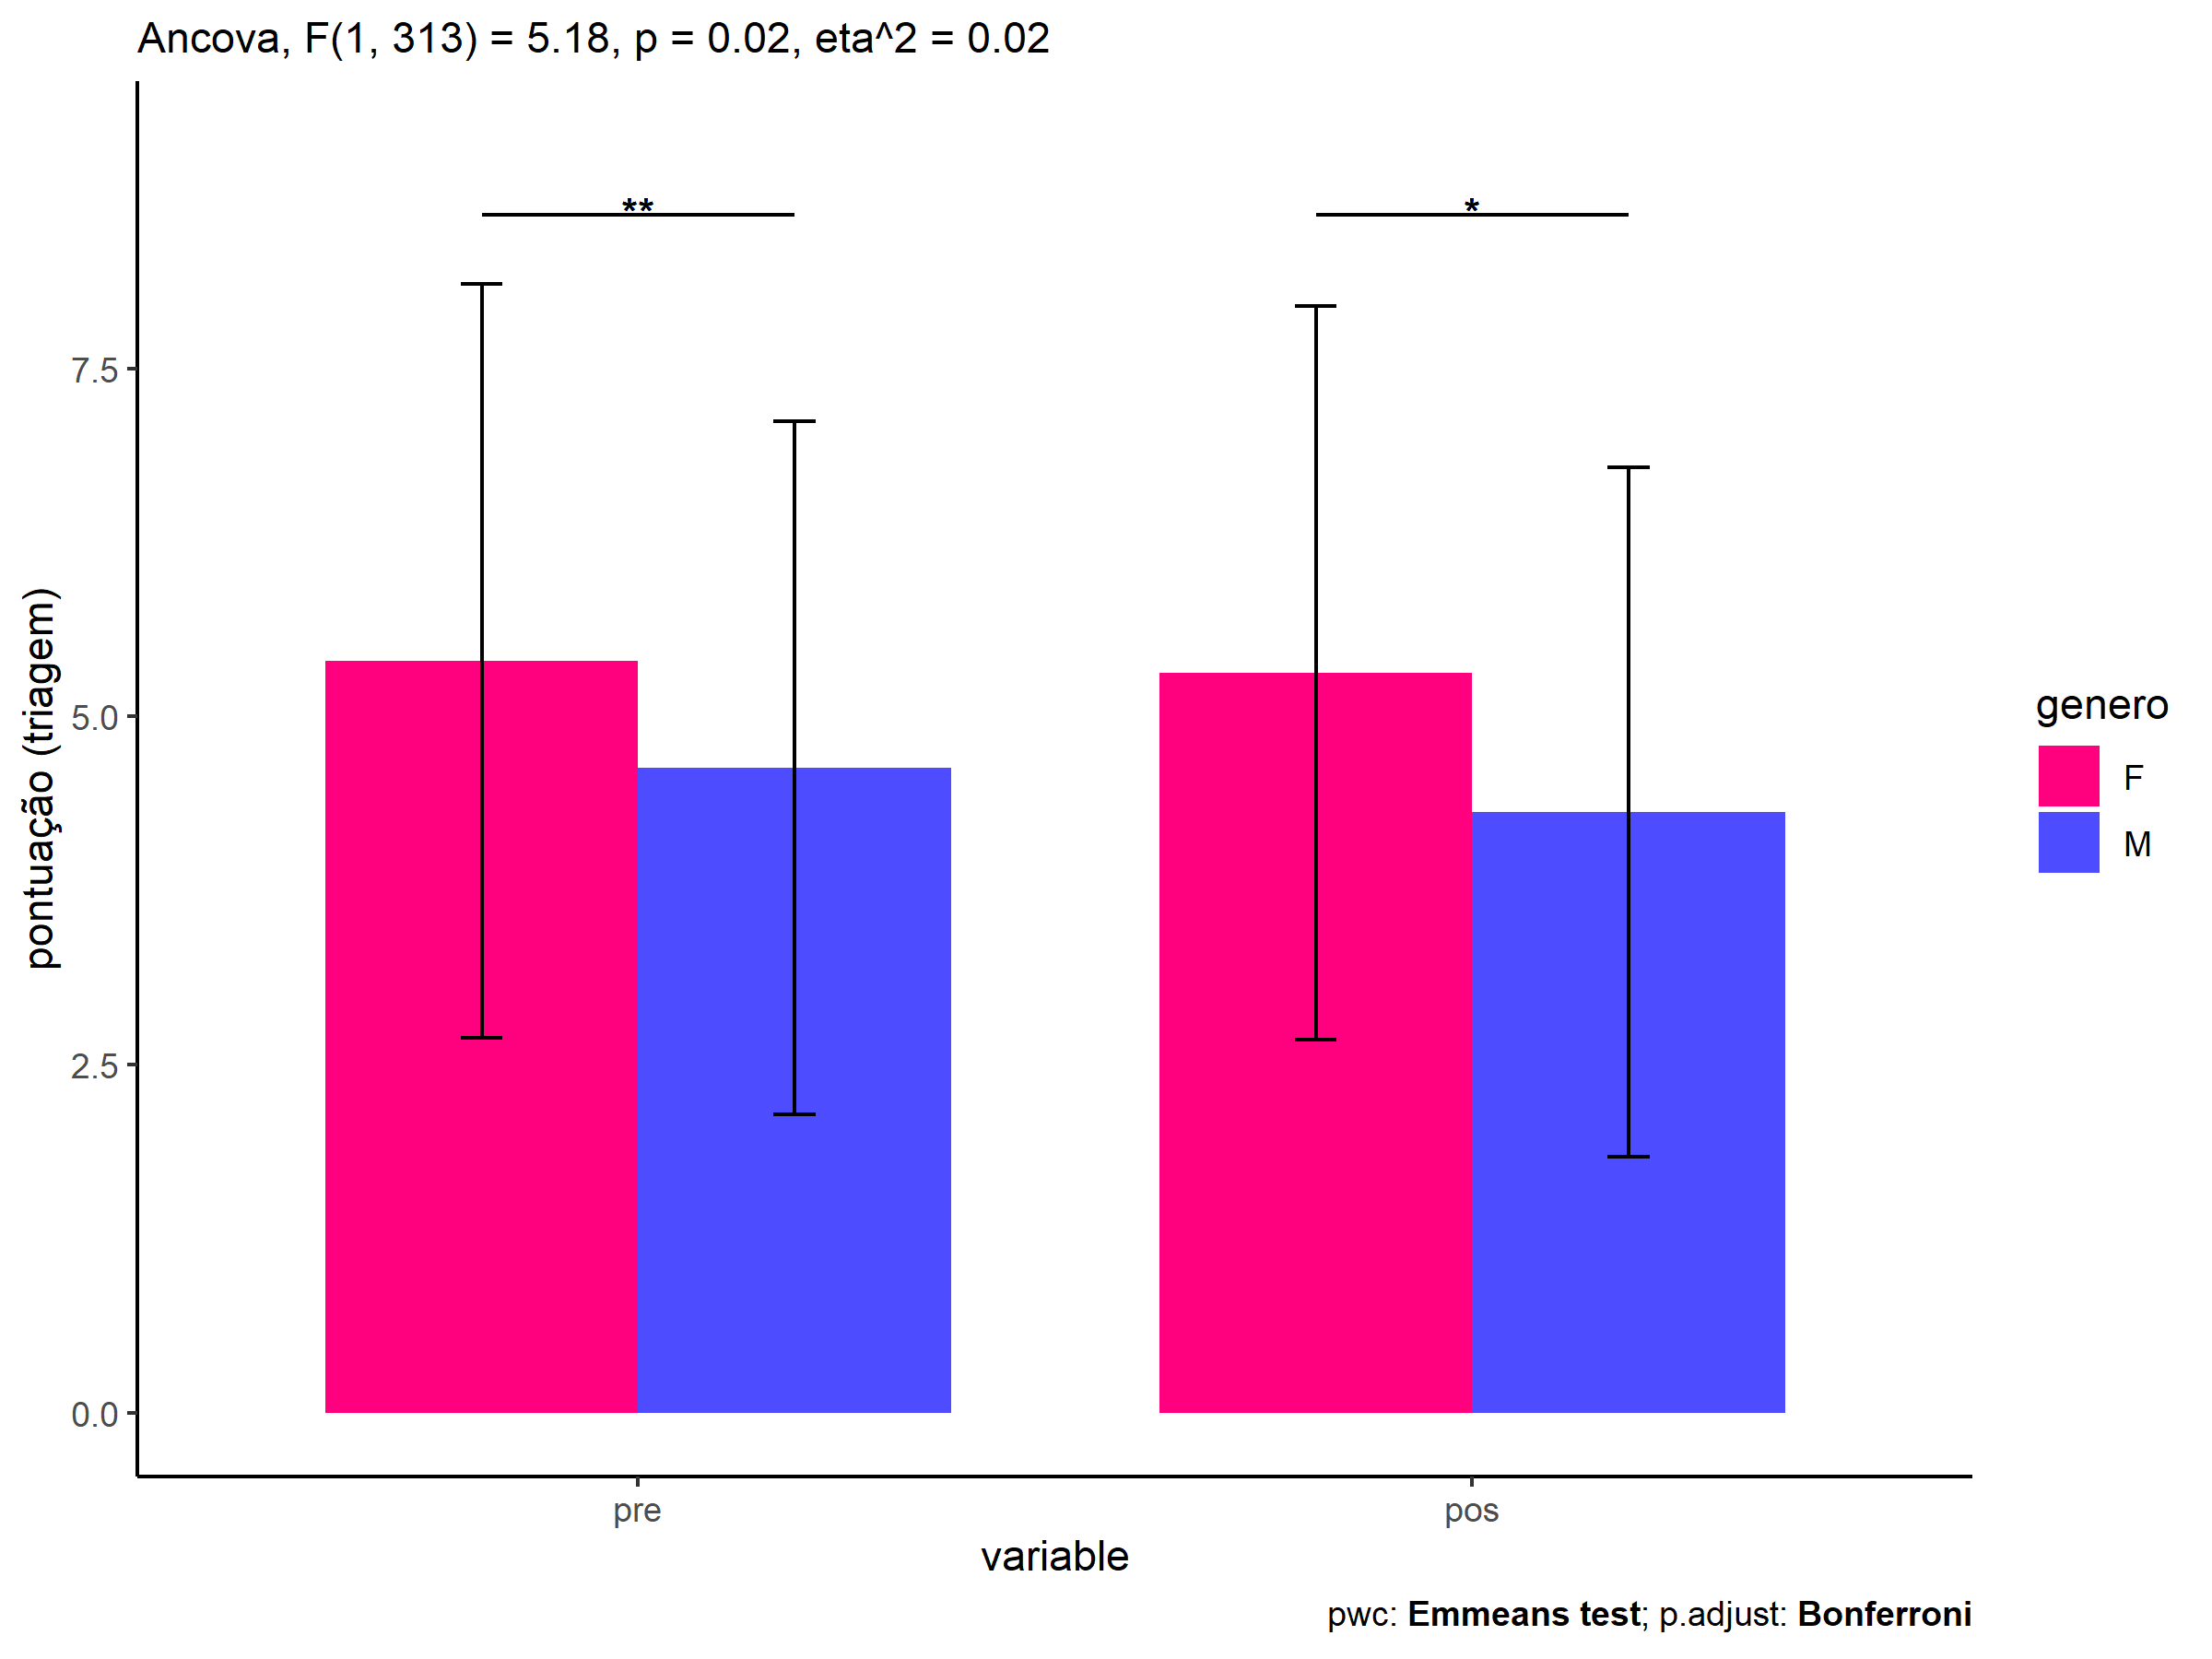 Ancova, F(1, 313) = 5.18, p = 0.02, eta^2 = 0.02
**
*
7.5
5.0
2.5
0.0
pontuação (triagem)
pre
pos
variable
genero
F
M
pwc: Emmeans test; p.adjust: Bonferroni